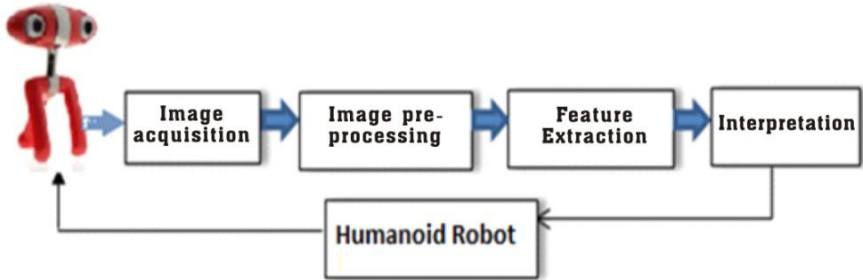 Image
acquisition
Image pre-
processing
Feature
Extraction
Interpretation
Humanoid Robot